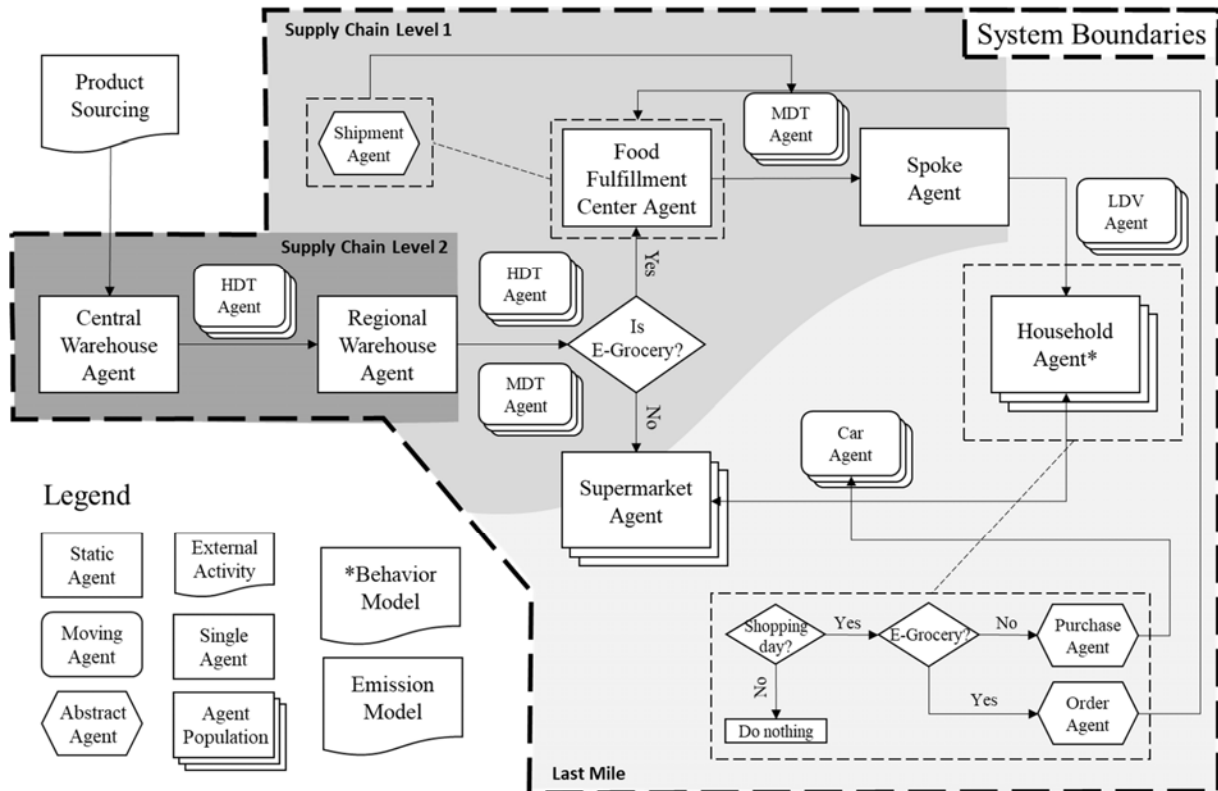 Supply Chain Level 1
System Boundaries
Product
Sourcing
Shipment
Agent
Food
Fulfillment
Center Agent
MDT
Agent
Spoke
Agent
LDV
Agent
Supply Chain Level 2
Central
Warehouse
Agent
HDT
Agent
Regional
Warehouse
Agent
HDT
Agent
MDT
Agent
Yes
Is
E-Grocery?
No
Household
Agent*
Car
Agent
Supermarket
Agent
Shopping
day?
Yes
E-Grocery?
No
Purchase
Agent
No
Yes
Order
Agent
Do nothing
Last Mile
Legend
Static
Agent
External
Activity
*Behavior
Model
Moving
Agent
Single
Agent
Emission
Model
Abstract
Agent
Agent
Population